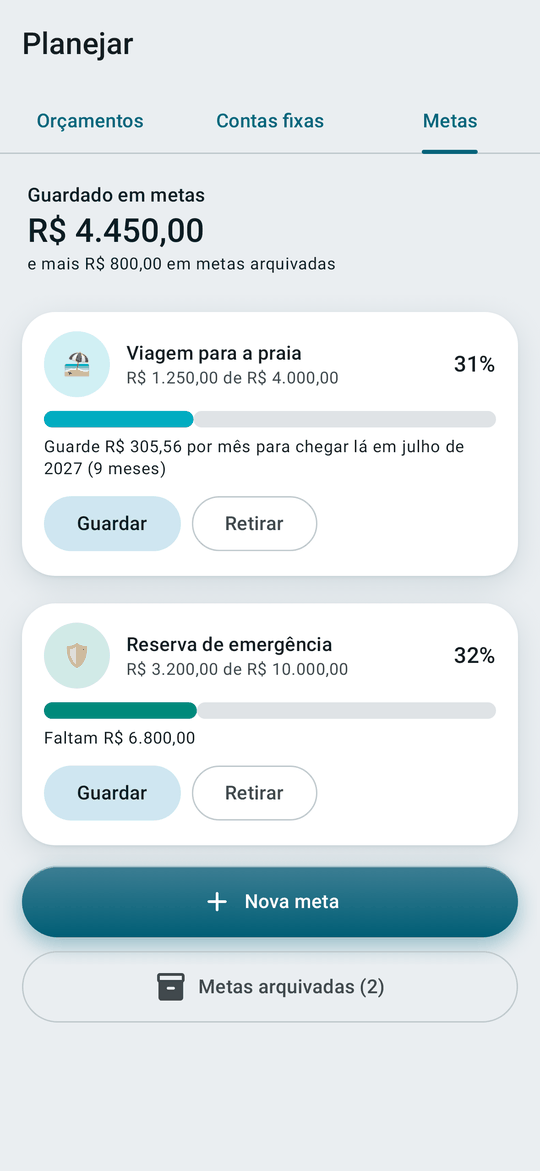 Planejar
Orçamentos
Contas fixas
Metas
Guardado em metas
R$ 4.450,00
e mais R$ 800,00 em metas arquivadas
Viagem para a praia
R$ 1.250,00 de R$ 4.000,00
31%
Guarde R$ 305,56 por mês para chegar lá em julho de
2027 (9 meses)
Guardar
Retirar
Reserva de emergência
R$ 3.200,00 de R$ 10.000,00
32%
Faltam R$ 6.800,00
Guardar
Retirar
Nova meta
Metas arquivadas (2)